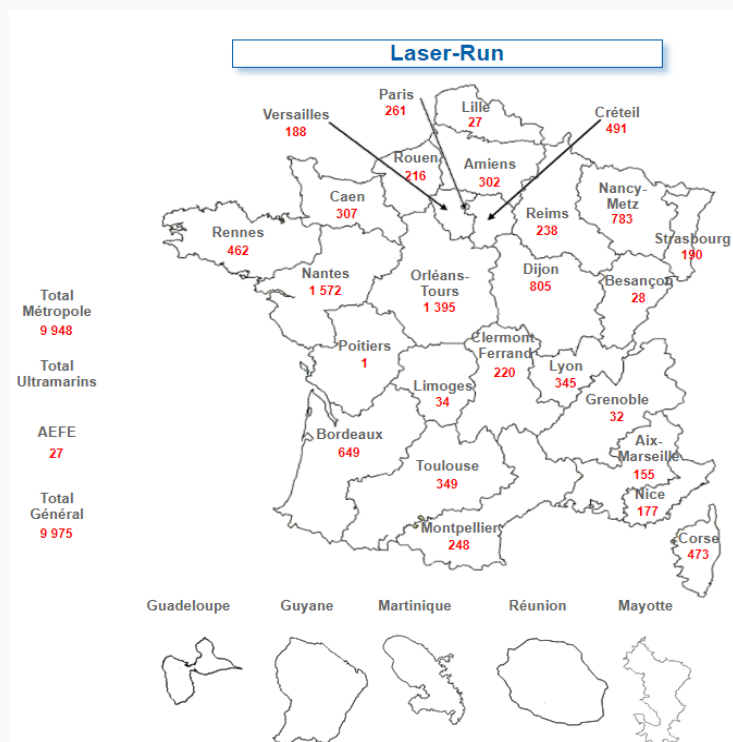 Laser-Run
Paris
261
Lille
27
Versailles
188
Créteil
491
Rouen
216
Amiens
302
Caen
307
Nancy-
Metz
783
Reims
238
Strasbourg
190
Rennes
462
Nantes
1 572
Orléans-
Tours
1 395
Dijon
805
Besançon
28
Total
Métropole
9 948
Poitiers
1
Clermont
Ferrand
220
Lyon
345
Total
Ultramarins
Limoges
34
Grenoble
32
AEFE
27
Bordeaux
649
Aix-
Marseille
155
Toulouse
349
Total
Général
9 975
Nice
177
Montpellier
248
Corse
473
Guadeloupe
Guyane
Martinique
Réunion
Mayotte